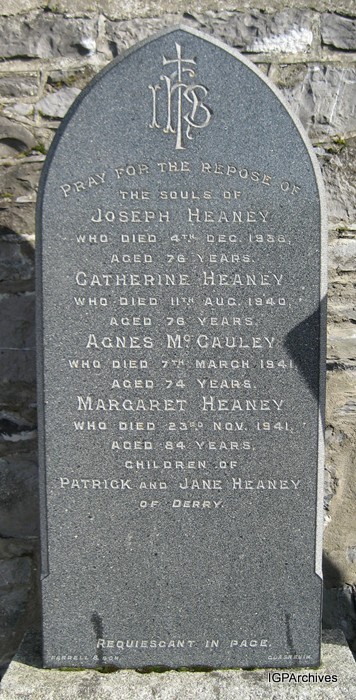 IHS
PRAY FOR THE REPOSE OF
THE SOULS OF
JOSEPH HEANEY
WHO DIED 4TH DEC. 1936,
AGED 76 YEARS.
CATHERINE HEANEY
WHO DIED 11TH AUG. 1940,
AGED 76 YEARS.
AGNES McCAULEY
WHO DIED 7TH MARCH 1941,
AGED 74 YEARS.
MARGARET HEANEY
WHO DIED 23RD NOV. 1941,
AGED 84 YEARS.
CHILDREN OF
PATRICK AND JANE HEANEY
OF DERRY.
REQUIESCANT IN PACE.
FARRELL & SON. GLASNEVIN.
IGPArchives